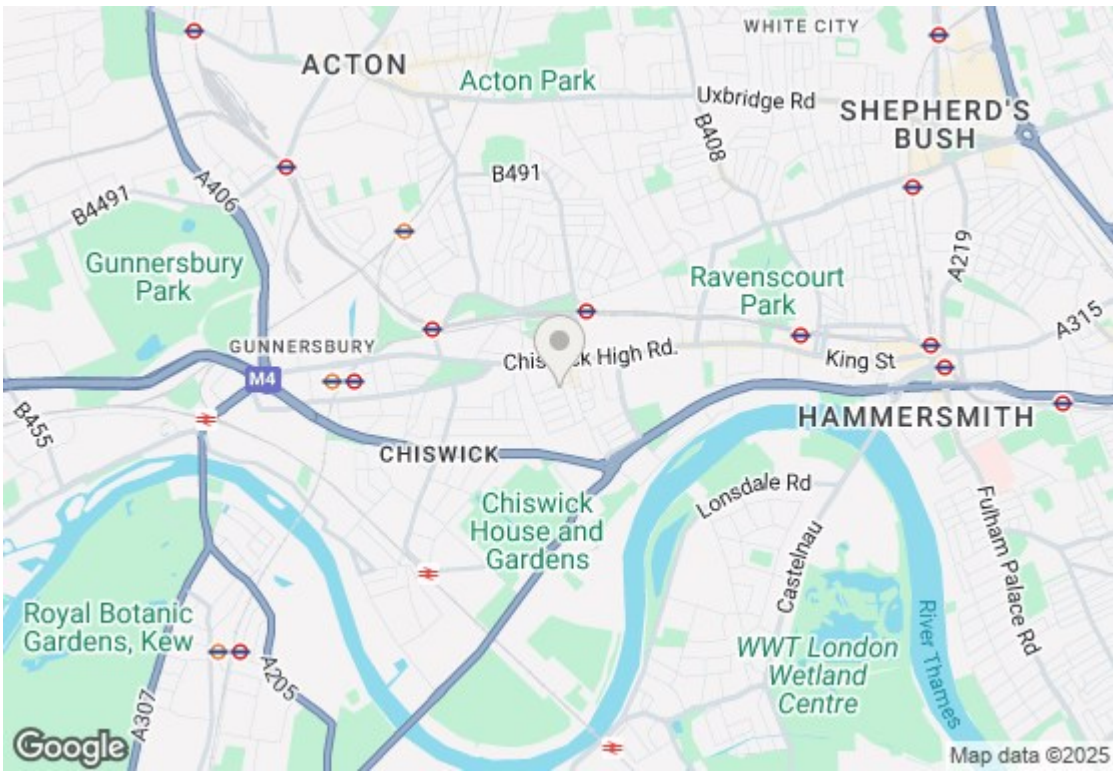 WHITE CITY
ACTON
Acton Park
Uxbridge Rd
SHEPHERD'S
BUSH
B408
B491
B4491
A406
A219
Gunnersbury
Park
Ravenscourt
Park
A315
GUNNERSBURY
Chiswick High Rd.
King St
M4
B455
HAMMERSMITH
CHISWICK
Lonsdale Rd
Chiswick
House and
Gardens
Castelnau
Fulham Palace Rd
Royal Botanic
Gardens, Kew
River Thames
WWT London
Wetland
Centre
A205
A307
Google
Map data ©2025